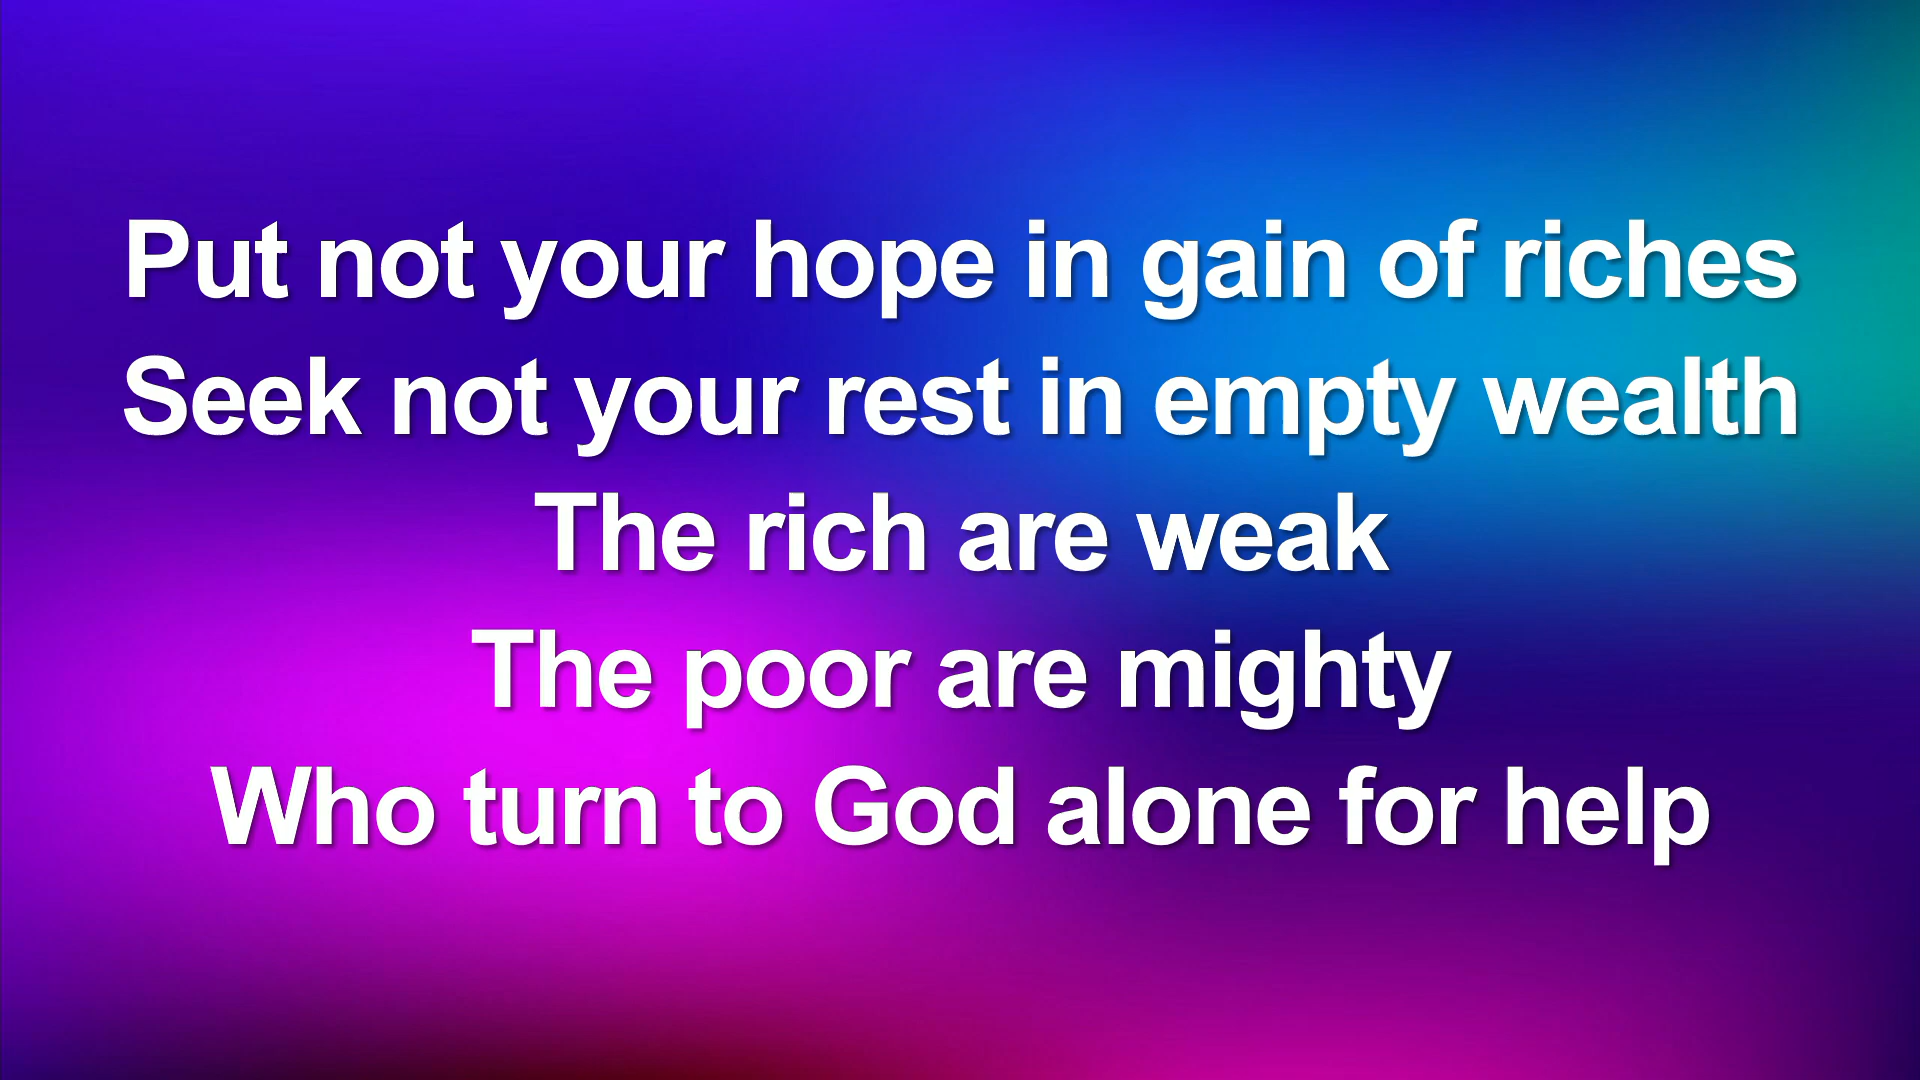 Put not your hope in gain of riches
Seek not your rest in empty wealth
The rich are weak
The poor are mighty
Who turn to God alone for help